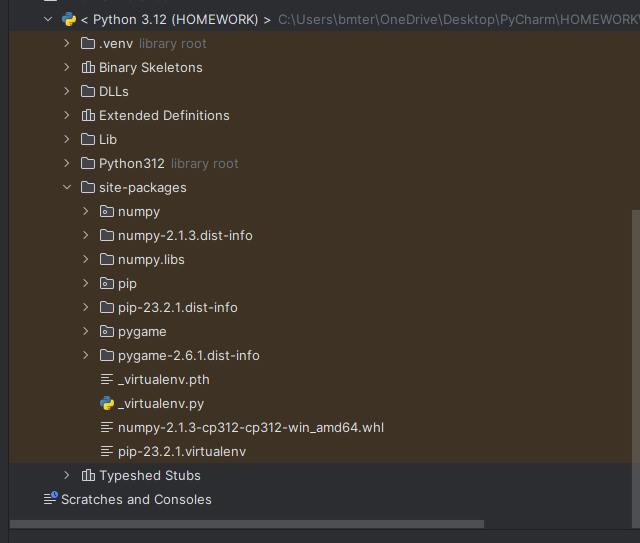 < Python 3.12 (HOMEWORK) > C:\Users\bmter\OneDrive\Desktop\PyCharm\HOMEWORK\
.venv library root
Binary Skeletons
DLLs
Extended Definitions
Lib
Python312 library root
site-packages
numpy
numpy-2.1.3.dist-info
numpy.libs
pip
pip-23.2.1.dist-info
pygame
pygame-2.6.1.dist-info
_virtualenv.pth
_virtualenv.py
numpy-2.1.3-cp312-cp312-win_amd64.whl
pip-23.2.1.virtualenv
Typeshed Stubs
Scratches and Consoles